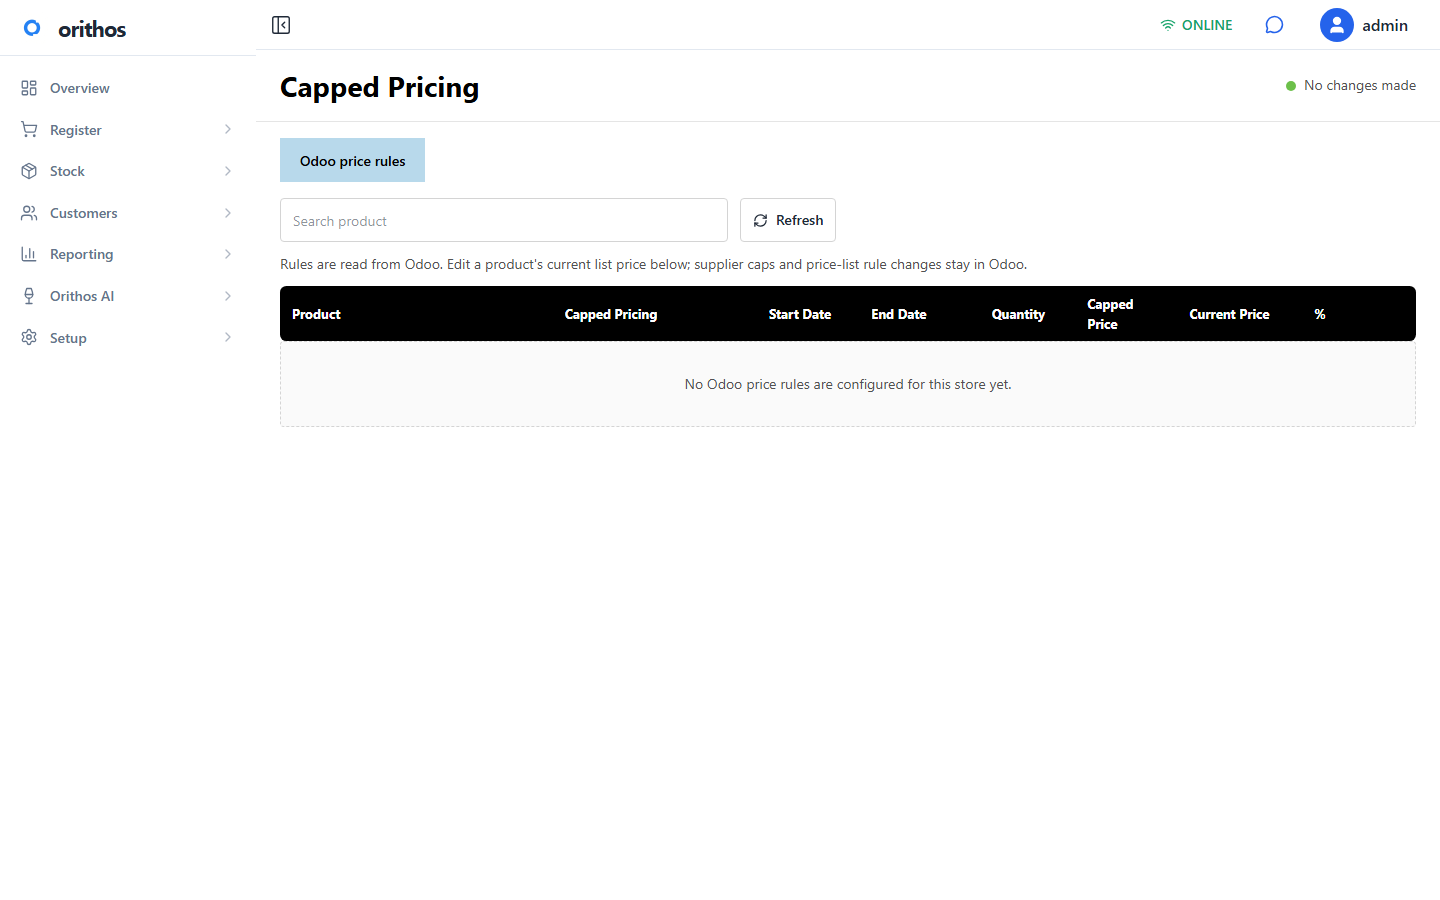 orithos
ONLINE
admin
Overview
Register
Stock
Customers
Reporting
Orithos AI
Setup
Capped Pricing
No changes made
Odoo price rules
Search product
Refresh
Rules are read from Odoo. Edit a product's current list price below; supplier caps and price-list rule changes stay in Odoo.
Product Capped Pricing Start Date End Date Quantity Capped Price Current Price %
No Odoo price rules are configured for this store yet.